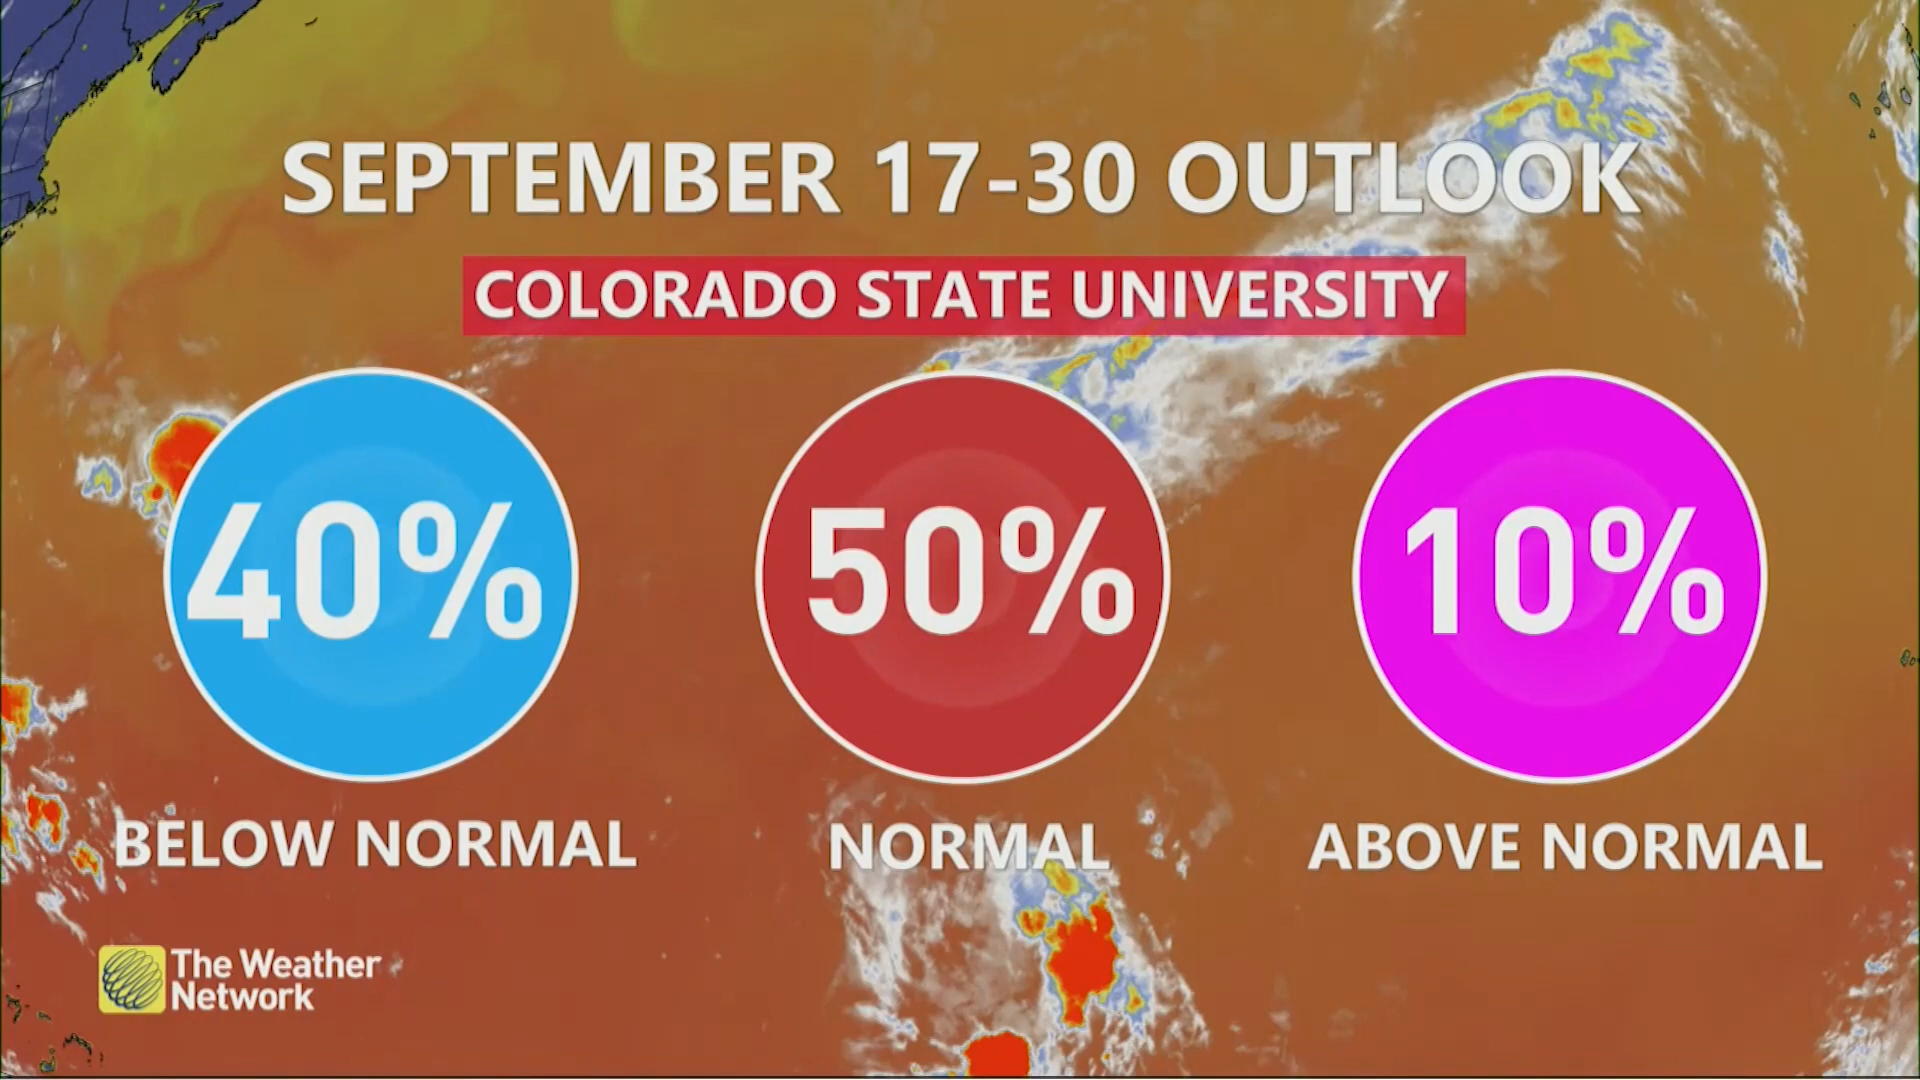 SEPTEMBER 17-30 OUTLOOK
COLORADO STATE UNIVERSITY
40%
50%
10%
BELOW NORMAL
NORMAL
ABOVE NORMAL
The Weather
Network